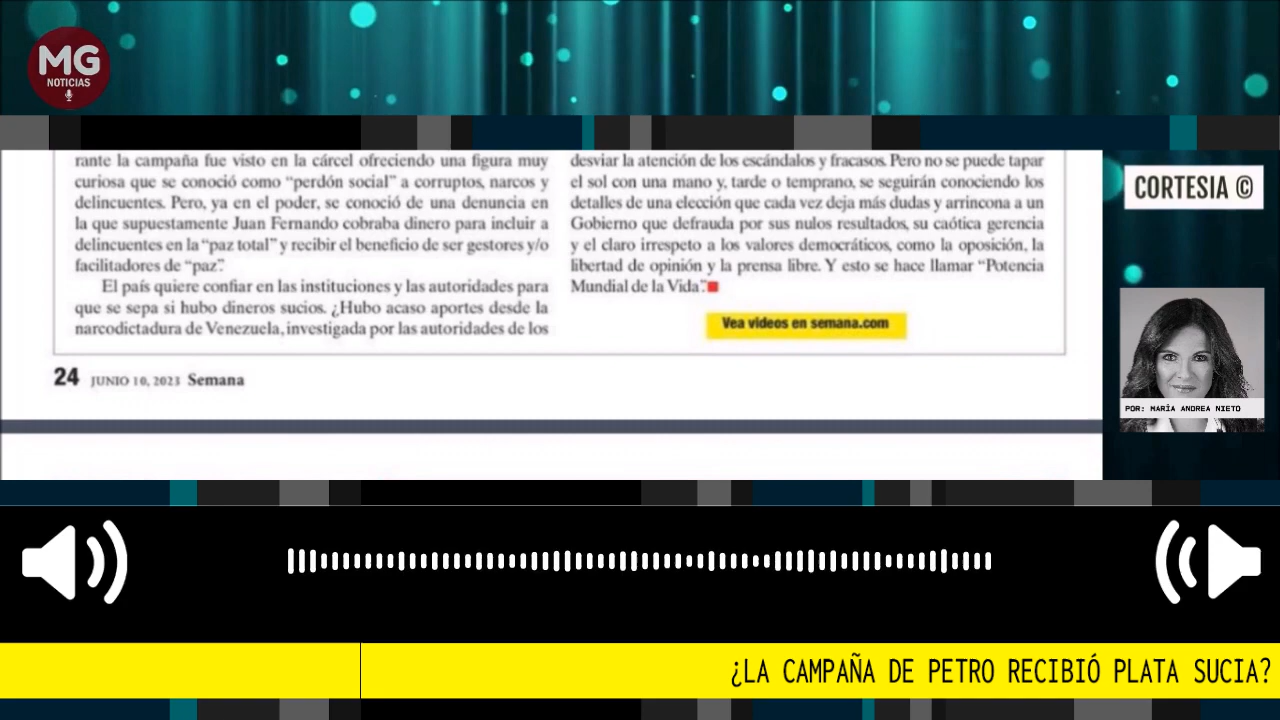 MG
NOTICIAS
rante la campaña fue visto en la cárcel ofreciendo una figura muy
curiosa que se conoció como “perdón social” a corruptos, narcos y
delincuentes. Pero, ya en el poder, se conoció de una denuncia en
la que supuestamente Juan Fernando cobraba dinero para incluir a
delincuentes en la “paz total” y recibir el beneficio de ser gestores y/o
facilitadores de “paz”.
El país quiere confiar en las instituciones y las autoridades para
que se sepa si hubo dineros sucios. ¿Hubo acaso aportes desde la
narcodictadura de Venezuela, investigada por las autoridades de los
desviar la atención de los escándalos y fracasos. Pero no se puede tapar
el sol con una mano y, tarde o temprano, se seguirán conociendo los
detalles de una elección que cada vez deja más dudas y arrincona a un
Gobierno que defrauda por sus nulos resultados, su caótica gerencia
y el claro irrespeto a los valores democráticos, como la oposición, la
libertad de opinión y la prensa libre. Y esto se hace llamar “Potencia
Mundial de la Vida”.
Vea videos en semana.com
24 JUNIO 10, 2023 Semana
CORTESIA ©
POR: MARÍA ANDREA NIETO
¿LA CAMPAÑA DE PETRO RECIBIÓ PLATA SUCIA?